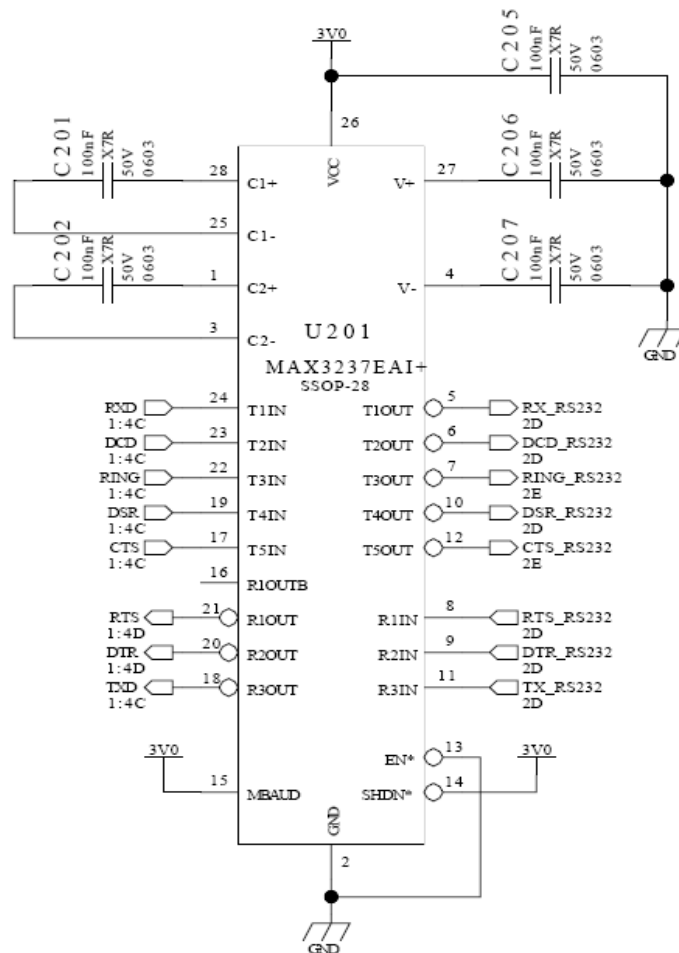 3V0
C205
100nF
X7R
50V
0603
26
VCC
C201
100nF
X7R
50V
0603
28
C1+
V+
27
C206
100nF
X7R
50V
0603
25
C1-
C202
100nF
X7R
50V
0603
1
C2+
V-
4
C207
100nF
X7R
50V
0603
3
C2-
GND
U201
MAX3237EAI+
SSOP-28
RXD 24 T1IN T1OUT 5 RX_RS232
1:4C 2D
DCD 23 T2IN T2OUT 6 DCD_RS232
1:4C 2D
RING 22 T3IN T3OUT 7 RING_RS232
1:4C 2E
DSR 19 T4IN T4OUT 10 DSR_RS232
1:4C 2D
CTS 17 T5IN T5OUT 12 CTS_RS232
1:4C 2E
16 R1OUTB
RTS 21 R1OUT R1IN 8 RTS_RS232
1:4D 2D
DTR 20 R2OUT R2IN 9 DTR_RS232
1:4D 2D
TXD 18 R3OUT R3IN 11 TX_RS232
1:4C 2D
3V0 EN* 13 3V0
15 MBAUD SHDN* 14
GND
2
GND